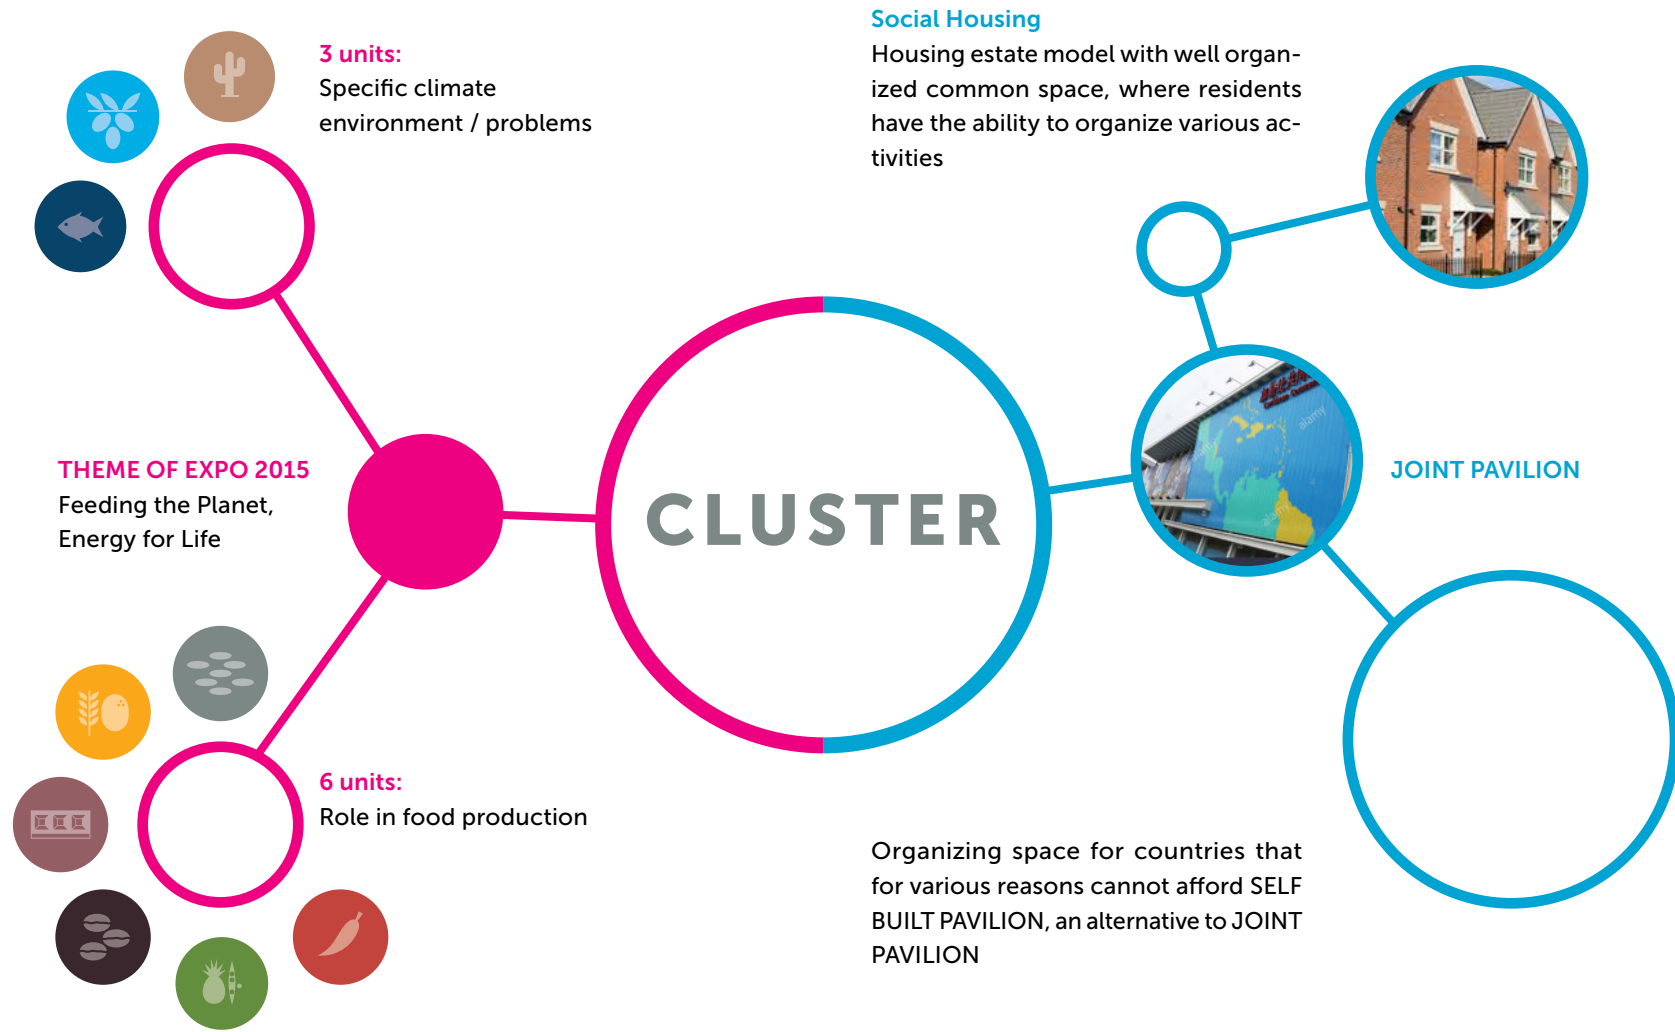 3 units:
Specific climate
environment / problems
Social Housing
Housing estate model with well organ-
ized common space, where residents
have the ability to organize various ac-
tivities
THEME OF EXPO 2015
Feeding the Planet,
Energy for Life
CLUSTER
JOINT PAVILION
alamy
alamy
alamy
6 units:
Role in food production
Organizing space for countries that
for various reasons cannot afford SELF
BUILT PAVILION, an alternative to JOINT
PAVILION